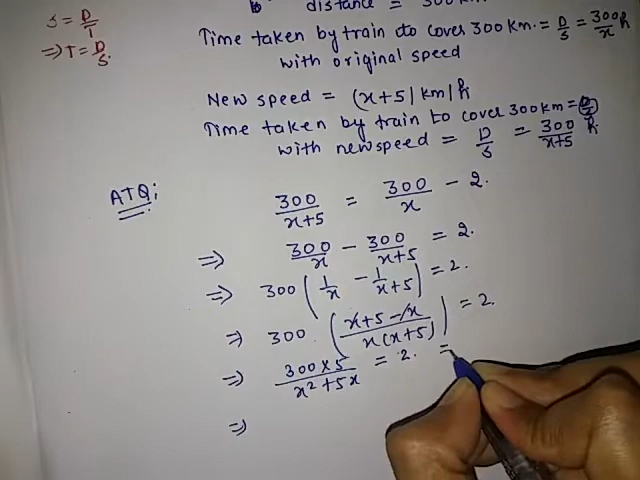 S = D/T
⇒ T = D/S.
distance = 300 km
Time taken by train to cover 300 km. = D/S = 300/x h
with original speed
New speed = (x+5) km/h
Time taken by train to cover 300 km = D/S
with new speed = D/S = 300/x+5 h
ATQ:
300/x+5 = 300/x - 2.
⇒ 300/x - 300/x+5 = 2.
⇒ 300 (1/x - 1/x+5) = 2.
⇒ 300 (x+5-x/x(x+5)) = 2.
⇒ 300×5/x²+5x = 2. =
⇒